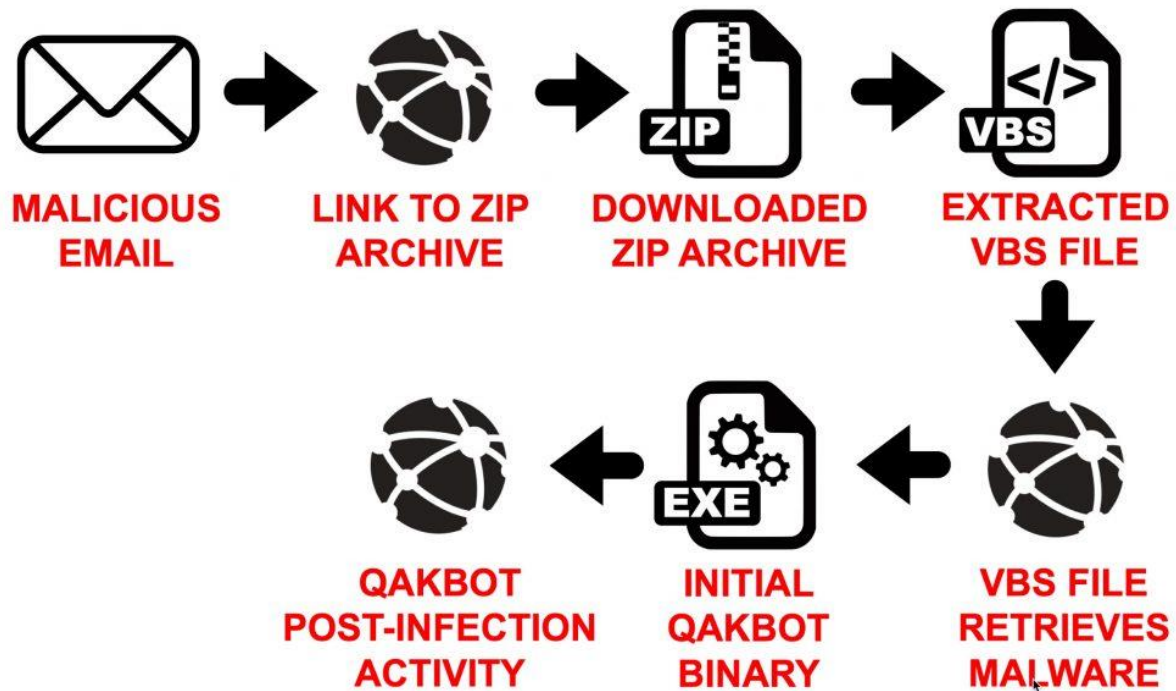 ZIP
VBS
MALICIOUS
EMAIL
LINK TO ZIP
ARCHIVE
DOWNLOADED
ZIP ARCHIVE
EXTRACTED
VBS FILE
EXE
VBS FILE
RETRIEVES
MALWARE
INITIAL
QAKBOT
BINARY
QAKBOT
POST-INFECTION
ACTIVITY